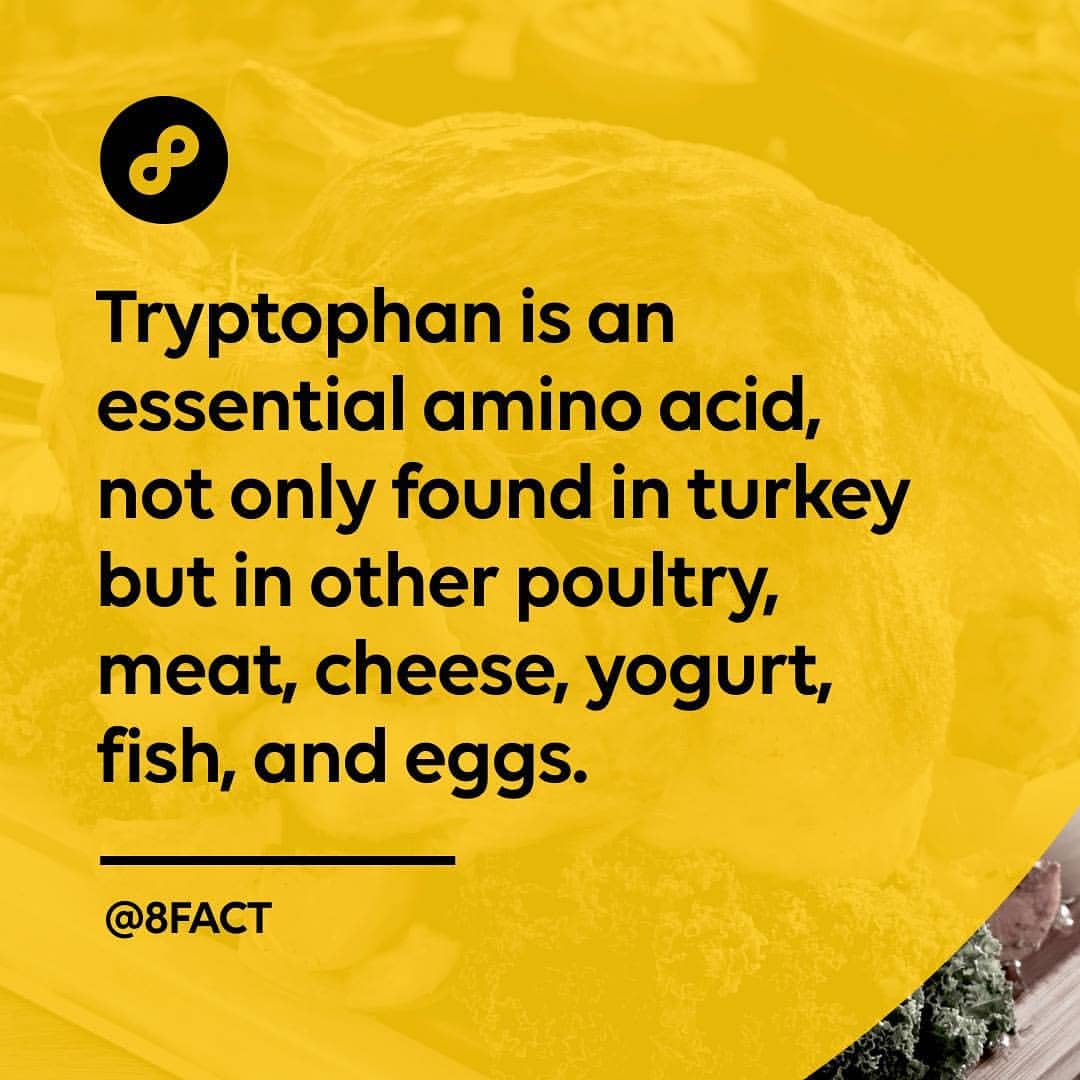 Tryptophan is an
essential amino acid,
not only found in turkey
but in other poultry,
meat, cheese, yogurt,
fish, and eggs.
@8FACT